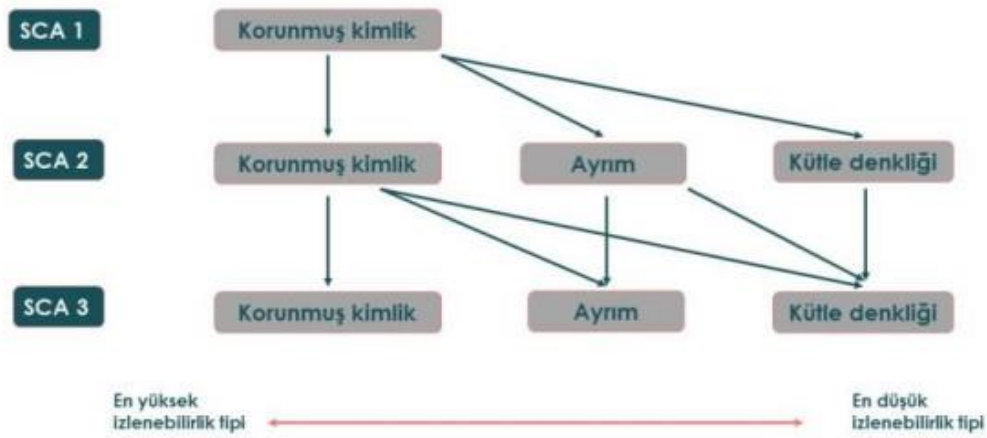 SCA 1
Korunmuş kimlik
SCA 2
Korunmuş kimlik
Ayrım
Kütle denkliği
SCA 3
Korunmuş kimlik
Ayrım
Kütle denkliği
En yüksek
izlenebilirlik tipi
En düşük
izlenebilirlik tipi